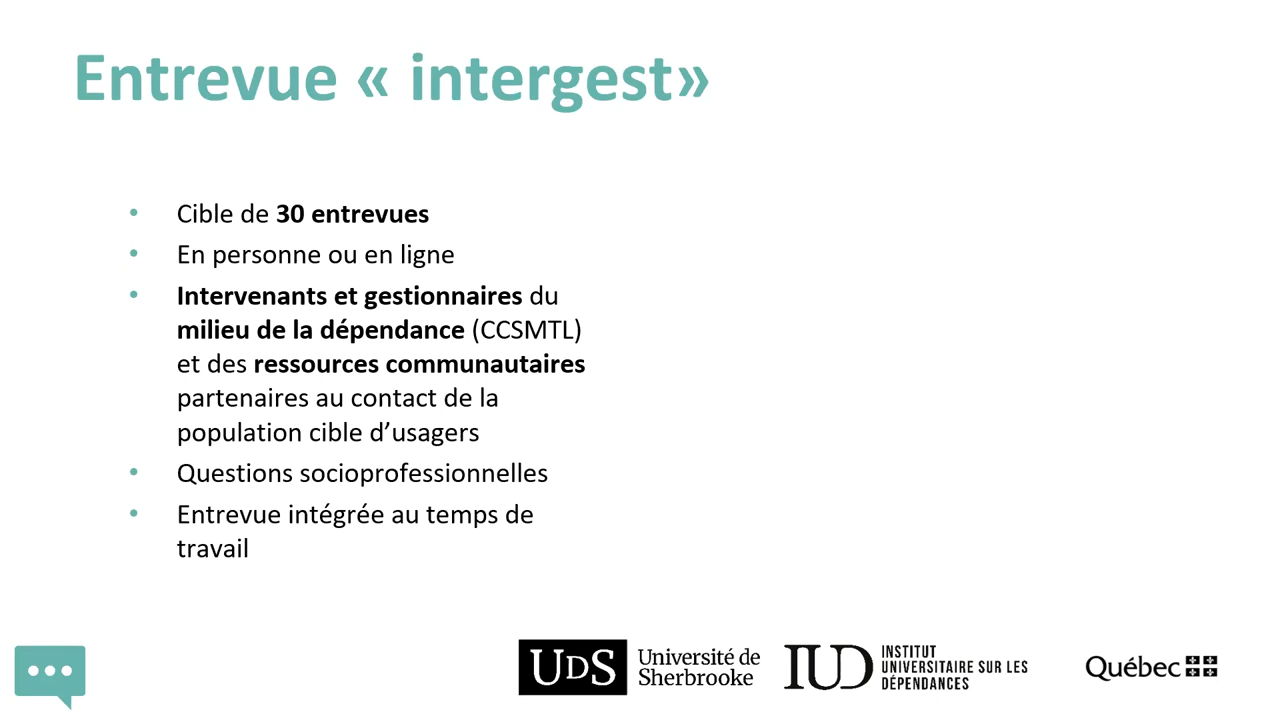 Entrevue « intergest»
• Cible de 30 entrevues
• En personne ou en ligne
• Intervenants et gestionnaires du
milieu de la dépendance (CCSMTL)
et des ressources communautaires
partenaires au contact de la
population cible d’usagers
• Questions socioprofessionnelles
• Entrevue intégrée au temps de
travail
UDS Université de
Sherbrooke
IUD INSTITUT
UNIVERSITAIRE SUR LES
DÉPENDANCES
Québec